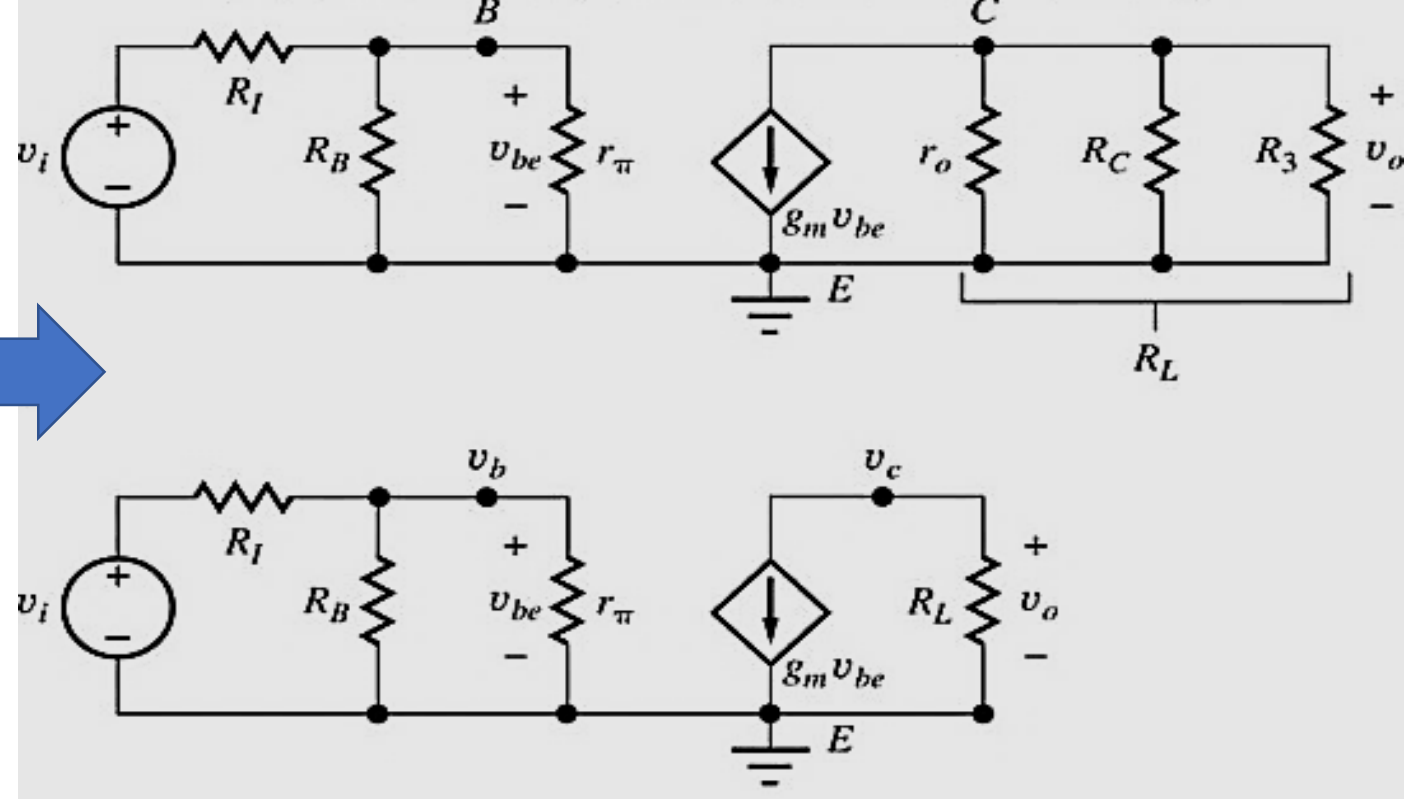 B
C
R_I
+
v_i
−
R_B
+
v_be
−
r_π
g_m v_be
r_o
R_C
R_3
+
v_o
−
E
R_L
v_b
v_c
R_I
+
v_i
−
R_B
+
v_be
−
r_π
g_m v_be
R_L
+
v_o
−
E